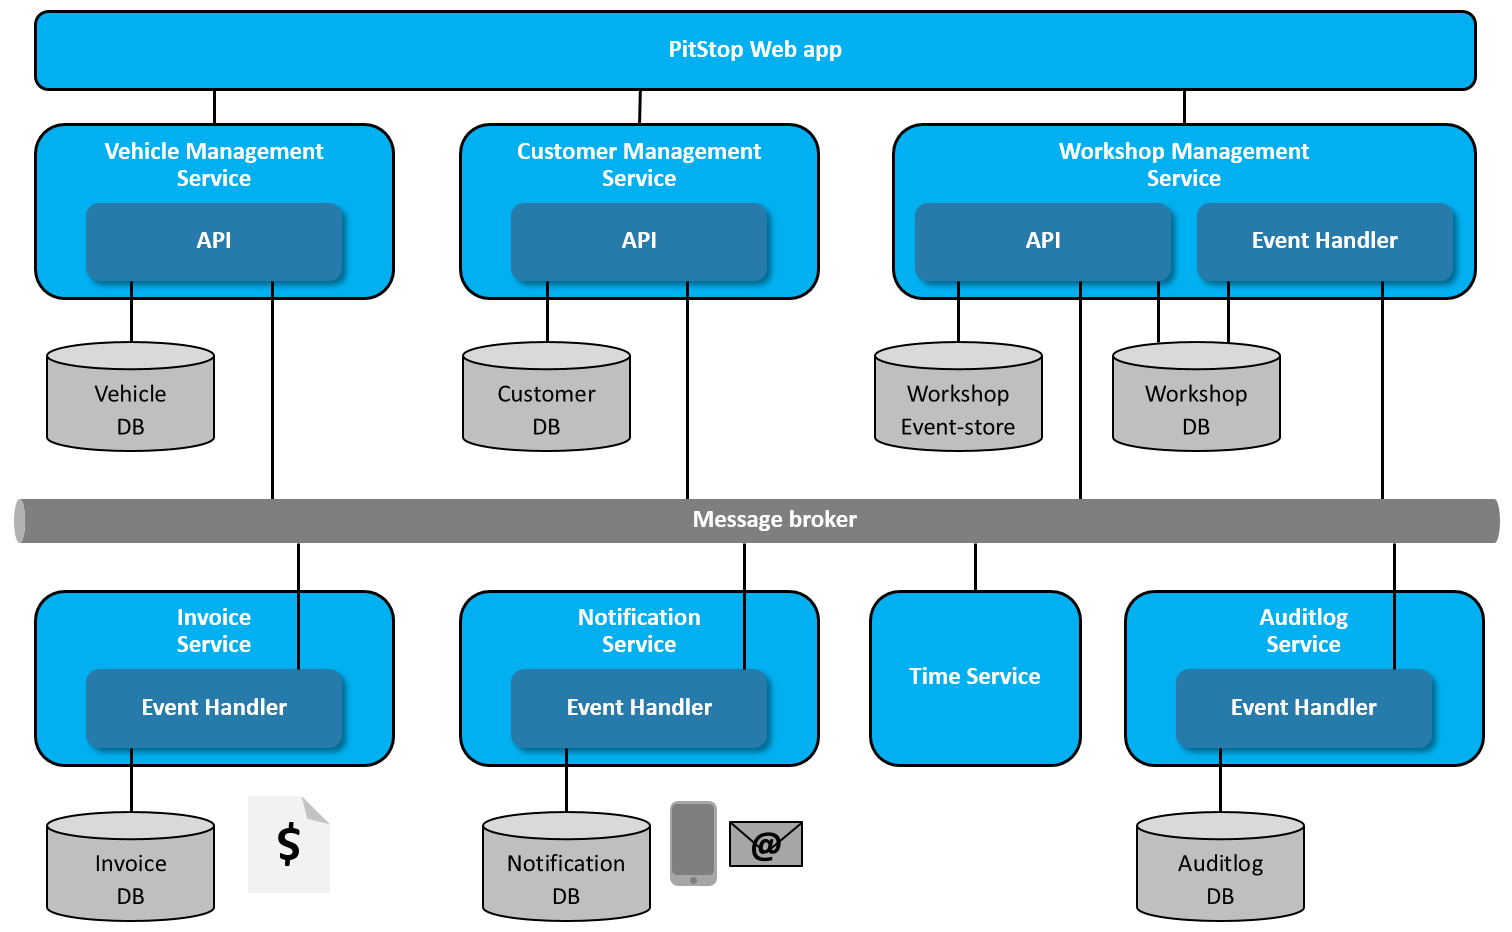 PitStop Web app
Vehicle Management
Service
API
Customer Management
Service
API
Workshop Management
Service
API
Event Handler
Vehicle
DB
Customer
DB
Workshop
Event-store
Workshop
DB
Message broker
Invoice
Service
Event Handler
Notification
Service
Event Handler
Time Service
Auditlog
Service
Event Handler
Invoice
DB
$
Notification
DB
@
Auditlog
DB